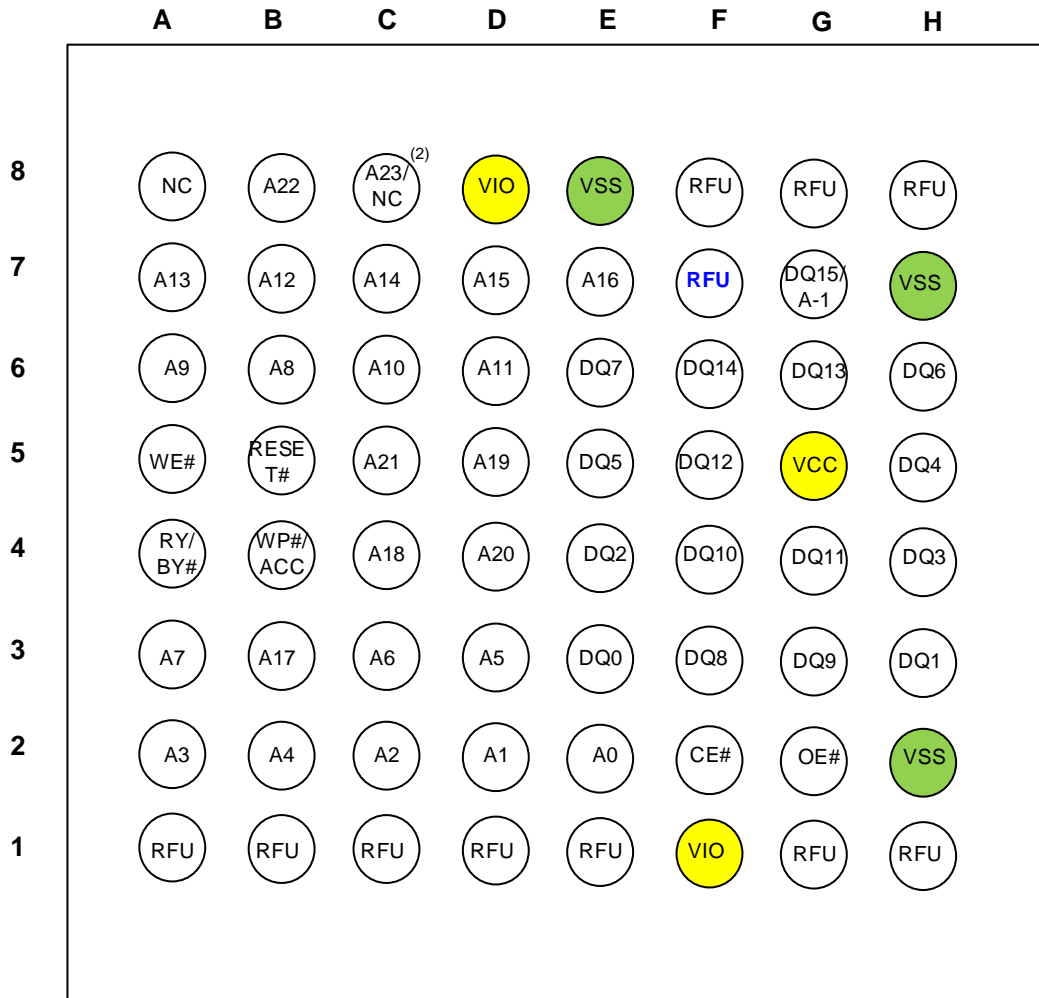 A B C D E F G H
8 NC A22 A23/ NC (2) VIO VSS RFU RFU RFU
7 A13 A12 A14 A15 A16 RFU DQ15/ A-1 VSS
6 A9 A8 A10 A11 DQ7 DQ14 DQ13 DQ6
5 WE# RESE T# A21 A19 DQ5 DQ12 VCC DQ4
4 RY/ BY# WP#/ ACC A18 A20 DQ2 DQ10 DQ11 DQ3
3 A7 A17 A6 A5 DQ0 DQ8 DQ9 DQ1
2 A3 A4 A2 A1 A0 CE# OE# VSS
1 RFU RFU RFU RFU RFU VIO RFU RFU